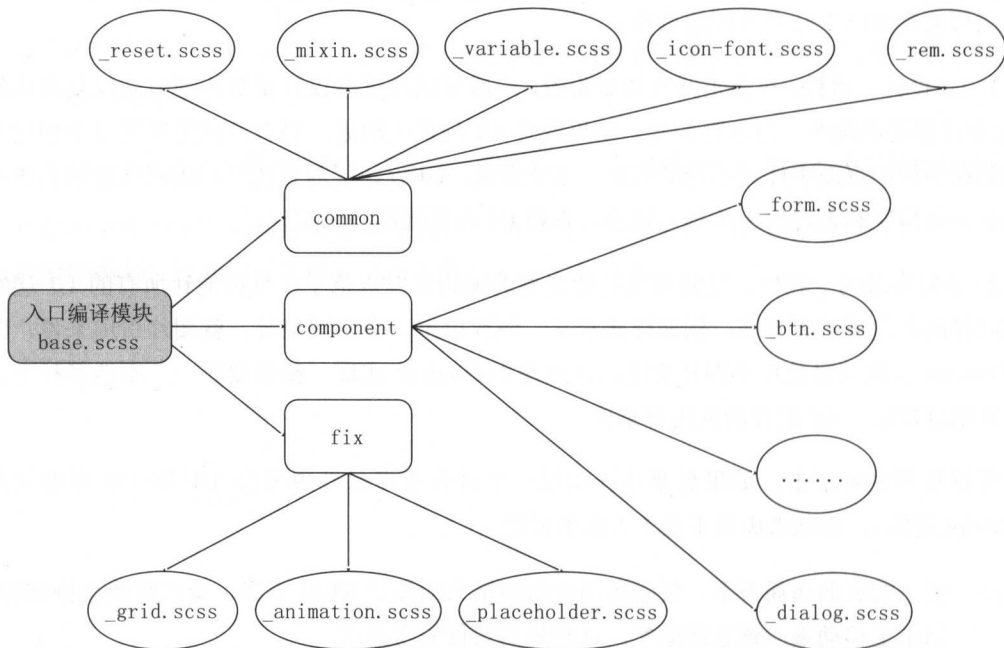 _reset.scss
_mixin.scss
_variable.scss
_icon-font.scss
_rem.scss
common
_form.scss
入口编译模块
base.scss
component
_btn.scss
fix
......
_grid.scss
_animation.scss
_placeholder.scss
_dialog.scss